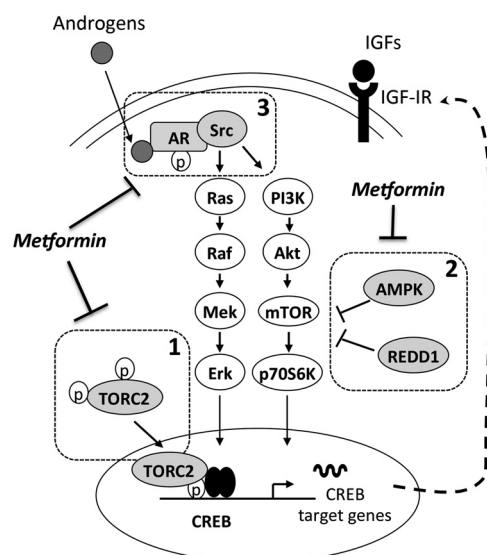 Androgens
IGFs
IGF-IR
3
AR
Src
p
Ras
PI3K
Metformin
Metformin
Raf
Akt
2
AMPK
Mek
mTOR
1
REDD1
p
Erk
p70S6K
p
TORC2
TORC2
p
CREB
CREB
target genes